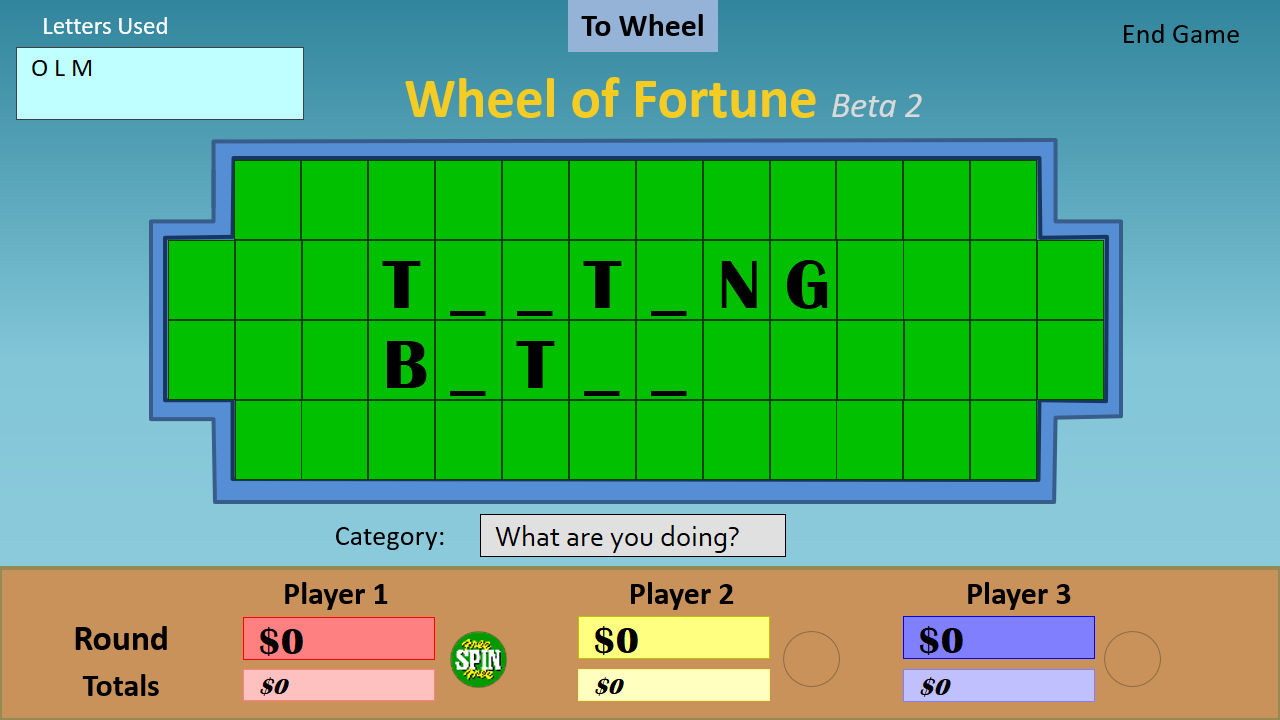 Letters Used
To Wheel
End Game
O L M
Wheel of Fortune Beta 2
T _ _ T _ N G
B _ T _ _
Category: What are you doing?
Player 1 Player 2 Player 3
Round $0 $0 $0
Free SPIN Free
Totals $0 $0 $0